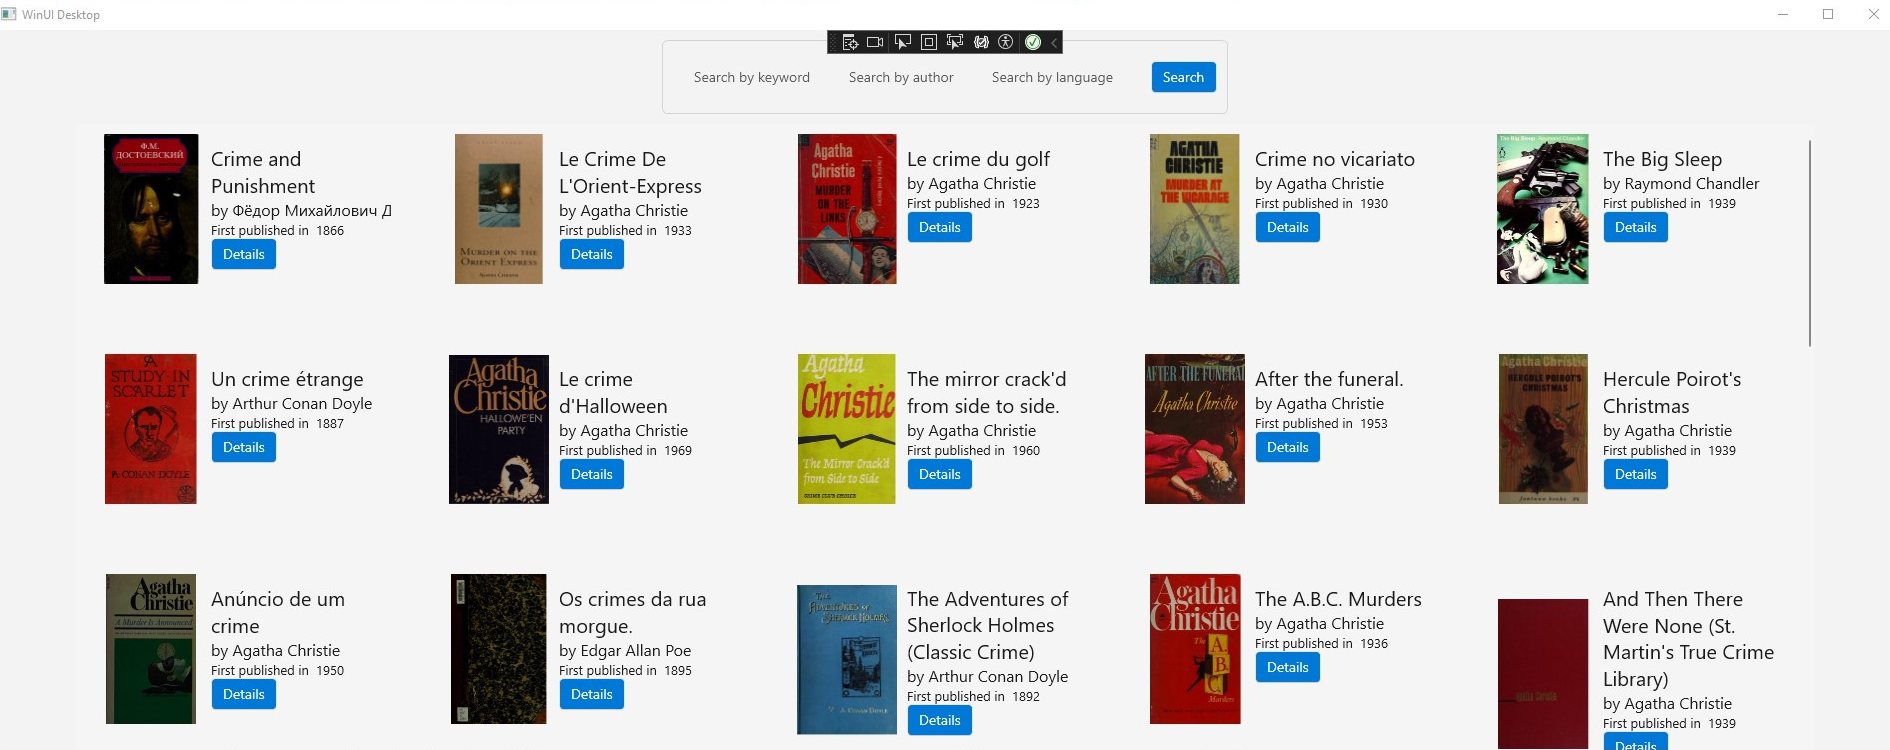 WinUI Desktop
Search by keyword
Search by author
Search by language
Search
Ф.М.
ДОСТОЕВСКИЙ
Crime and
Punishment
by Фёдор Михайлович Д
First published in 1866
Details
MURDER ON THE
ORIENT EXPRESS
AGATHA CHRISTIE
Le Crime De
L'Orient-Express
by Agatha Christie
First published in 1933
Details
Agatha
Christie
MURDER
ON THE
LINKS
Le crime du golf
by Agatha Christie
First published in 1923
Details
AGATHA
CHRISTIE
MURDER AT
THE VICARAGE
Crime no vicariato
by Agatha Christie
First published in 1930
Details
The Big Sleep Raymond Chandler
The Big Sleep
by Raymond Chandler
First published in 1939
Details
A
STUDY IN
SCARLET
A. CONAN DOYLE
Un crime étrange
by Arthur Conan Doyle
First published in 1887
Details
Agatha
Christie
HALLOWE'EN
PARTY
Le crime
d'Halloween
by Agatha Christie
First published in 1969
Details
Agatha
Christie
The Mirror Crack'd
from Side to Side
The mirror crack'd
from side to side.
by Agatha Christie
First published in 1960
Details
AFTER THE FUNERAL
Agatha Christie
After the funeral.
by Agatha Christie
First published in 1953
Details
Agatha Christie
HERCULE POIROT'S
CHRISTMAS
fontana books
Hercule Poirot's
Christmas
by Agatha Christie
First published in 1939
Details
Agatha
Christie
A Murder Is Announced
Anúncio de um
crime
by Agatha Christie
First published in 1950
Details
Os crimes da rua
morgue.
by Edgar Allan Poe
First published in 1895
Details
THE
ADVENTURES OF
SHERLOCK HOLMES
A. CONAN DOYLE
The Adventures of
Sherlock Holmes
(Classic Crime)
by Arthur Conan Doyle
First published in 1892
Details
Agatha
Christie
The
A
B
C
Murders
The A.B.C. Murders
by Agatha Christie
First published in 1936
Details
And Then There
Were None (St.
Martin's True Crime
Library)
by Agatha Christie
First published in 1939
Details